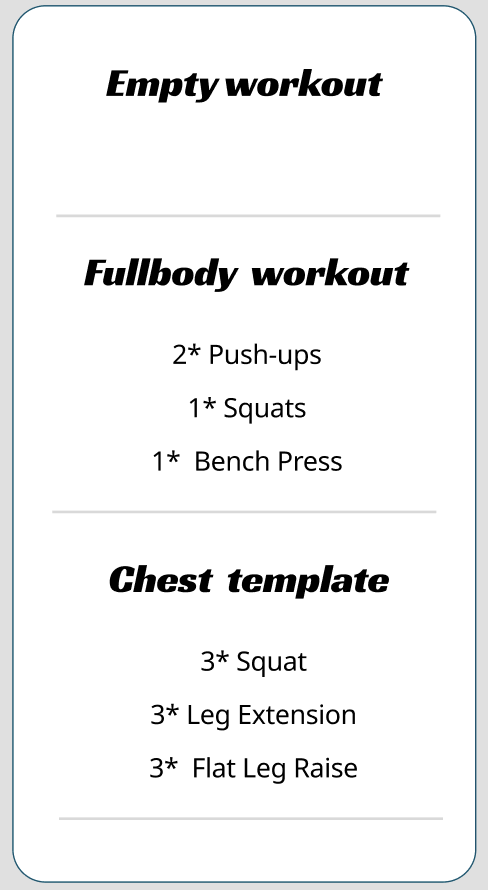 Empty workout
Fullbody workout
2* Push-ups
1* Squats
1* Bench Press
Chest template
3* Squat
3* Leg Extension
3* Flat Leg Raise